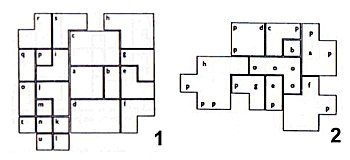 r s h
c
q p i g
a b e
o j
m d f
t n k
u l
1
p d c p p
b a p
h o o o
p p g e f
p p p p
2